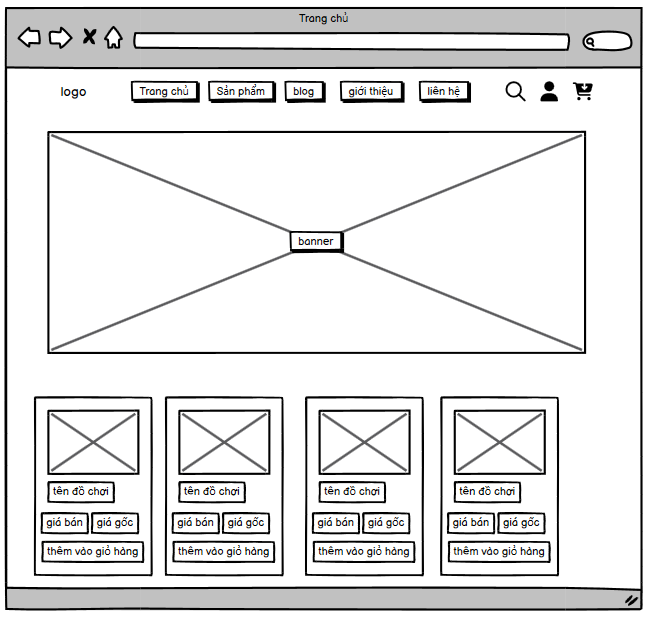 Trang chủ
logo Trang chủ Sản phẩm blog giới thiệu liên hệ
banner
tên đồ chơi tên đồ chơi tên đồ chơi tên đồ chơi
giá bán giá gốc giá bán giá gốc giá bán giá gốc giá bán giá gốc
thêm vào giỏ hàng thêm vào giỏ hàng thêm vào giỏ hàng thêm vào giỏ hàng